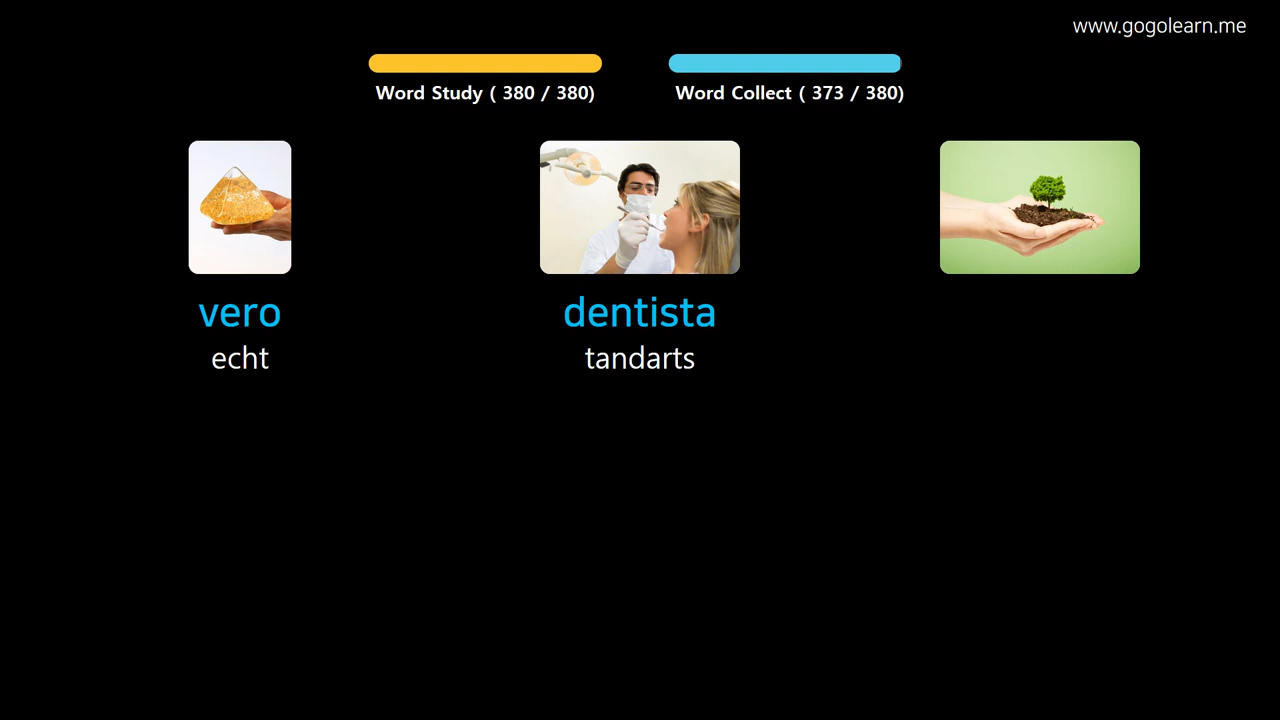 www.gogolearn.me
Word Study ( 380 / 380)
Word Collect ( 373 / 380)
vero
dentista
echt
tandarts